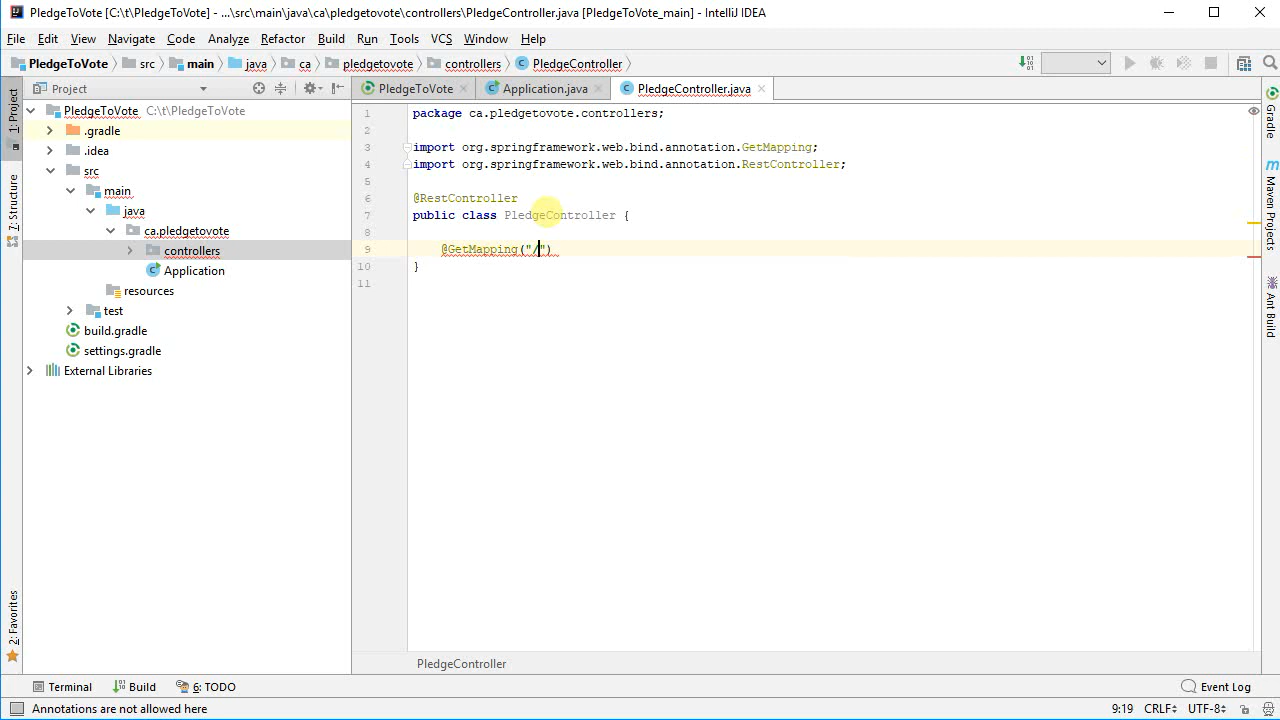 PledgeToVote [C:\t\PledgeToVote] - ...\src\main\java\ca\pledgetovote\controllers\PledgeController.java [PledgeToVote_main] - IntelliJ IDEA
File Edit View Navigate Code Analyze Refactor Build Run Tools VCS Window Help
PledgeToVote src main java ca pledgetovote controllers PledgeController
Project
PledgeToVote Application.java PledgeController.java
1: Project
7: Structure
2: Favorites
PledgeToVote C:\t\PledgeToVote
.gradle
.idea
src
main
java
ca.pledgetovote
controllers
Application
resources
test
build.gradle
settings.gradle
External Libraries
1 package ca.pledgetovote.controllers;
2
3 import org.springframework.web.bind.annotation.GetMapping;
4 import org.springframework.web.bind.annotation.RestController;
5
6 @RestController
7 public class PledgeController {
8
9 @GetMapping("/")
10 }
11
PledgeController
Gradle
Maven Projects
Ant Build
Terminal Build 6: TODO Event Log
Annotations are not allowed here 9:19 CRLF UTF-8